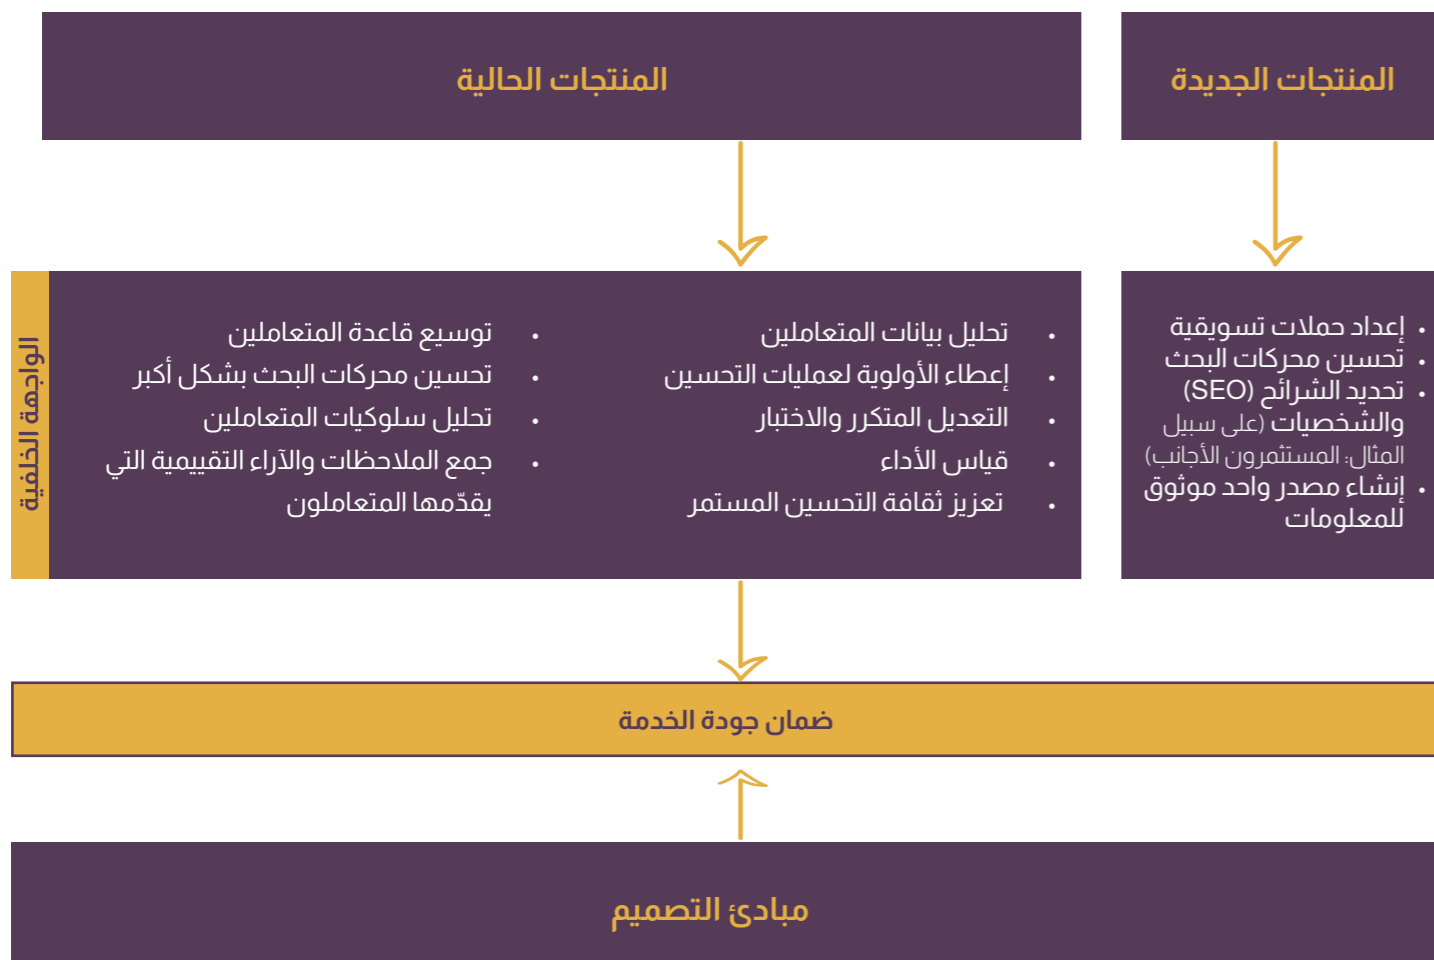 المنتجات الجديدة
المنتجات الحالية
• إعداد حملات تسويقية
• تحسين محركات البحث
• تحديد الشرائح (SEO)
والشخصيات (على سبيل
المثال: المستثمرون الأجانب)
• إنشاء مصدر واحد موثوق
للمعلومات
• تحليل بيانات المتعاملين
• إعطاء الأولوية لعمليات التحسين
• التعديل المتكرر والاختبار
• قياس الأداء
• تعزيز ثقافة التحسين المستمر
• توسيع قاعدة المتعاملين
• تحسين محركات البحث بشكل أكبر
• تحليل سلوكيات المتعاملين
• جمع الملاحظات والآراء التقييمية التي
يقدّمها المتعاملون
الواجهة الخلفية
ضمان جودة الخدمة
مبادئ التصميم